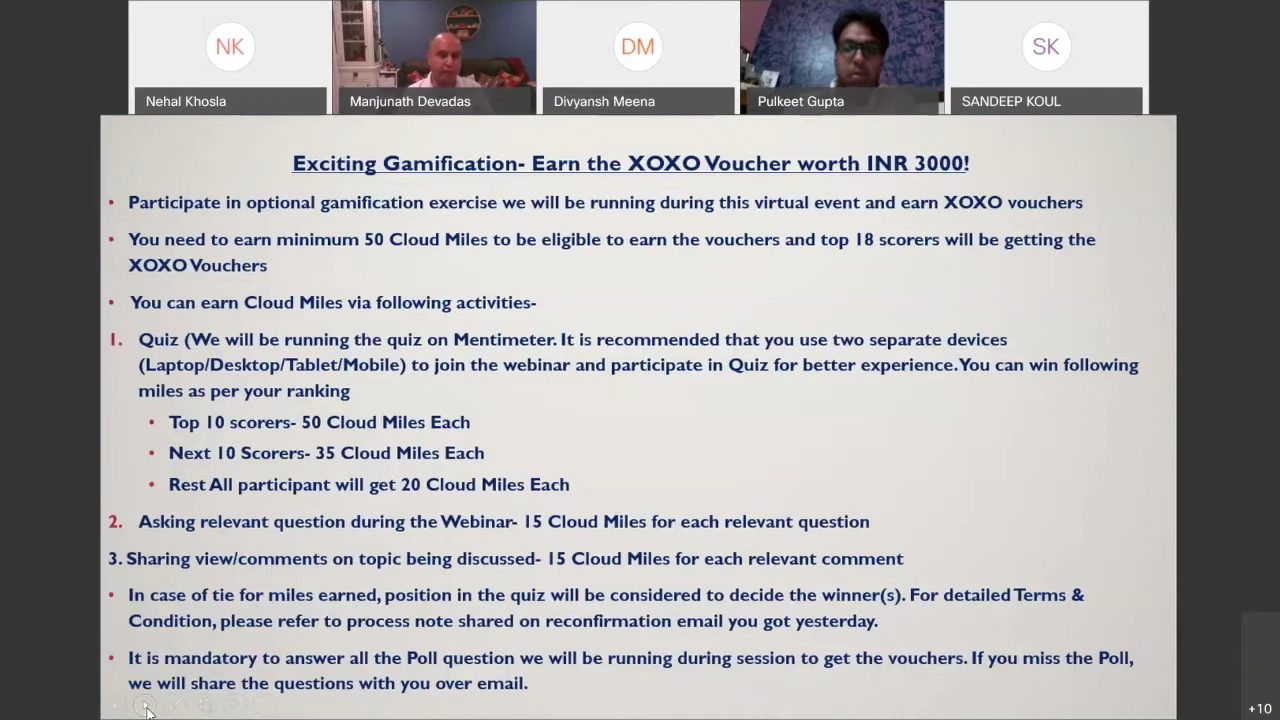 NK
DM
SK
Nehal Khosla
Manjunath Devadas
Divyansh Meena
Pulkeet Gupta
SANDEEP KOUL
Exciting Gamification- Earn the XOXO Voucher worth INR 3000!
• Participate in optional gamification exercise we will be running during this virtual event and earn XOXO vouchers
• You need to earn minimum 50 Cloud Miles to be eligible to earn the vouchers and top 18 scorers will be getting the
XOXO Vouchers
• You can earn Cloud Miles via following activities-
1. Quiz (We will be running the quiz on Mentimeter. It is recommended that you use two separate devices
(Laptop/Desktop/Tablet/Mobile) to join the webinar and participate in Quiz for better experience. You can win following
miles as per your ranking
• Top 10 scorers- 50 Cloud Miles Each
• Next 10 Scorers- 35 Cloud Miles Each
• Rest All participant will get 20 Cloud Miles Each
2. Asking relevant question during the Webinar- 15 Cloud Miles for each relevant question
3. Sharing view/comments on topic being discussed- 15 Cloud Miles for each relevant comment
• In case of tie for miles earned, position in the quiz will be considered to decide the winner(s). For detailed Terms &
Condition, please refer to process note shared on reconfirmation email you got yesterday.
• It is mandatory to answer all the Poll question we will be running during session to get the vouchers. If you miss the Poll,
we will share the questions with you over email.
+10